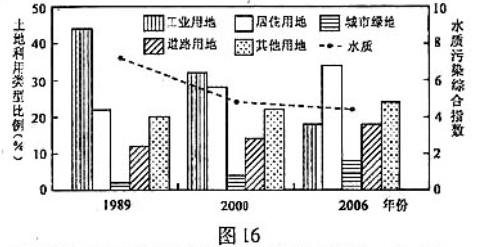 土地利用类型比例(%)
50
40
30
20
10
0
工业用地 居住用地 城市绿地
道路用地 其他用地 水质
10
8
6
4
2
0
水质污染综合指数
1989 2000 2006 年份
图16